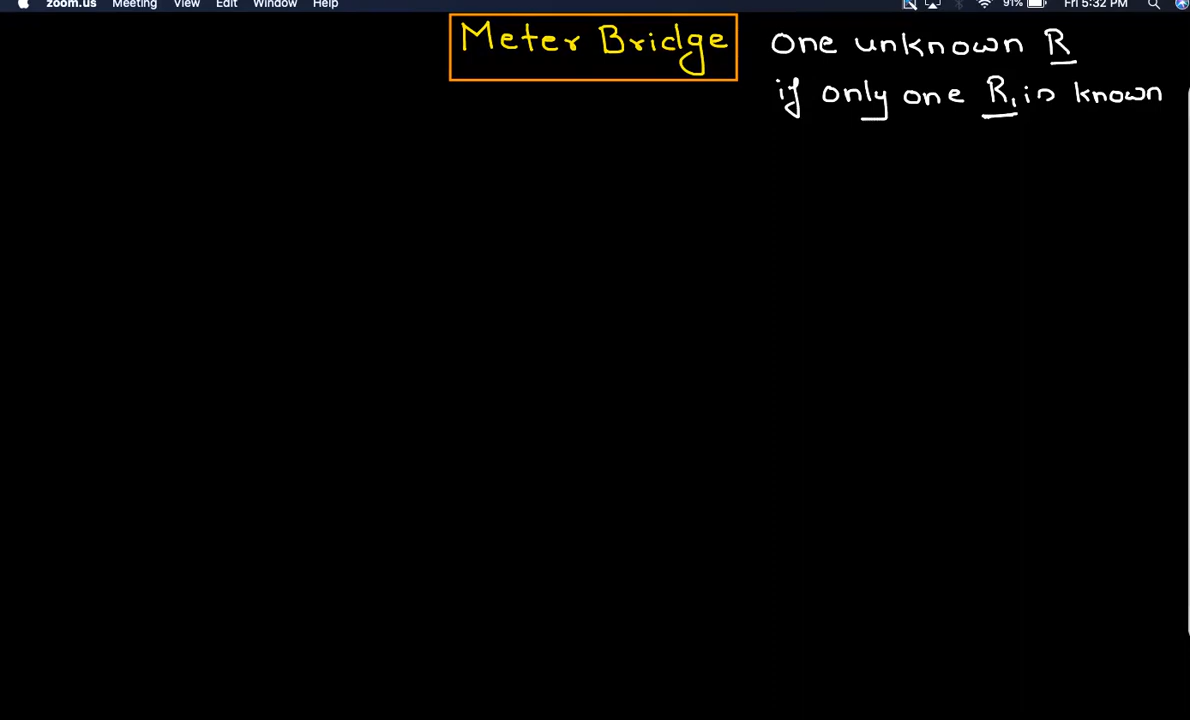 zoom.us Meeting View Edit Window Help 91% Fri 5:32 PM
Meter Bridge
One unknown R
if only one R₁ is known